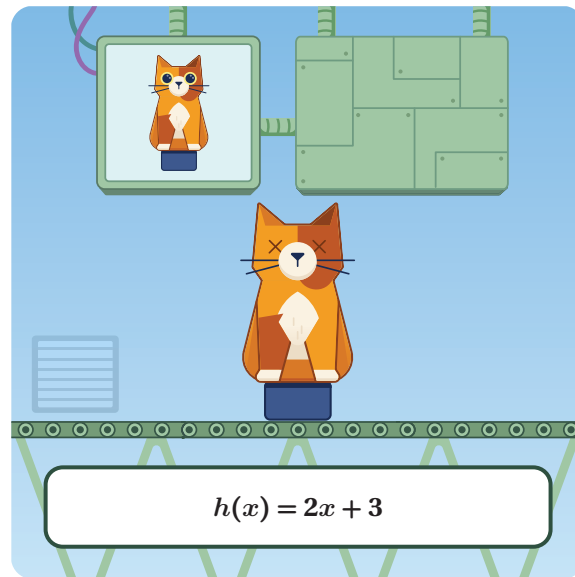 h(x) = 2x + 3